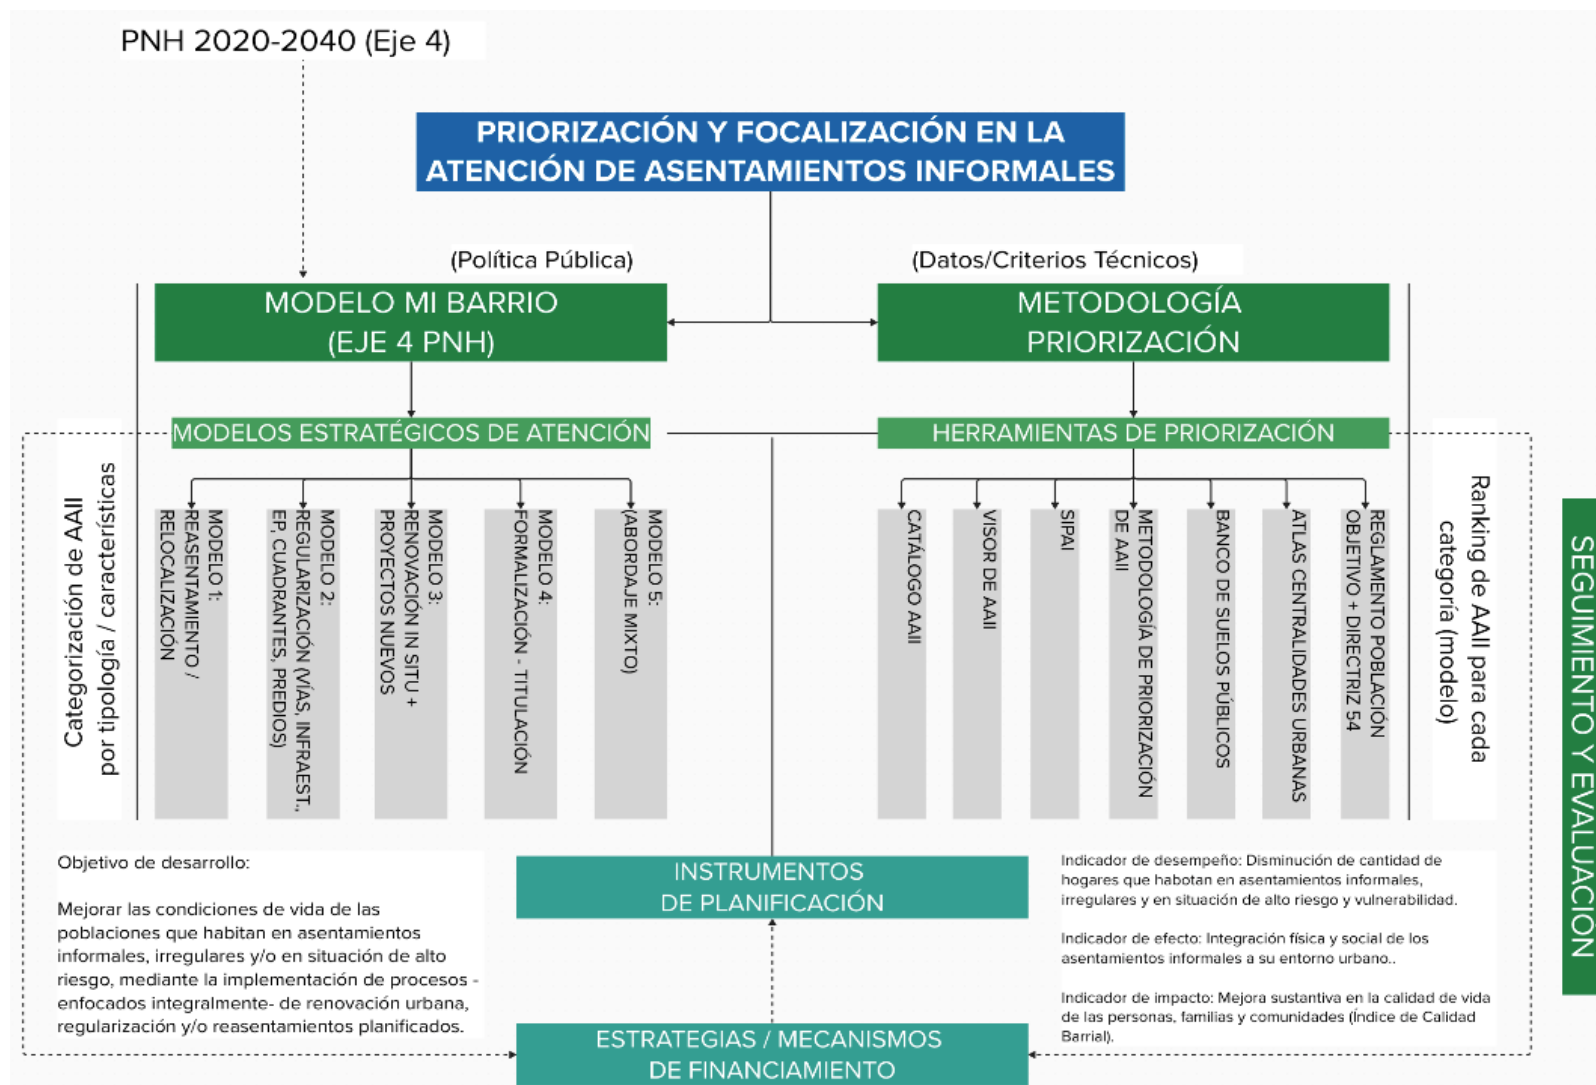 PNH 2020-2040 (Eje 4)
PRIORIZACIÓN Y FOCALIZACIÓN EN LA
ATENCIÓN DE ASENTAMIENTOS INFORMALES
(Política Pública)
(Datos/Criterios Técnicos)
MODELO MI BARRIO
(EJE 4 PNH)
METODOLOGÍA
PRIORIZACIÓN
MODELOS ESTRATÉGICOS DE ATENCIÓN
HERRAMIENTAS DE PRIORIZACIÓN
Categorización de AAII
por tipología / características
MODELO 1:
REASENTAMIENTO /
RELOCALIZACIÓN
MODELO 2:
REGULARIZACIÓN (VÍAS, INFRAEST.,
EP, CUADRANTES, PREDIOS)
MODELO 3:
RENOVACIÓN IN SITU +
PROYECTOS NUEVOS
MODELO 4:
FORMALIZACIÓN - TITULACIÓN
MODELO 5:
(ABORDAJE MIXTO)
CATÁLOGO AAII
VISOR DE AAII
SIPAI
METODOLOGÍA DE PRIORIZACIÓN
DE AAII
BANCO DE SUELOS PÚBLICOS
ATLAS CENTRALIDADES URBANAS
REGLAMENTO POBLACIÓN
OBJETIVO + DIRECTRIZ 54
Ranking de AAII para cada
categoría (modelo)
SEGUIMIENTO Y EVALUACIÓN
Objetivo de desarrollo:
Mejorar las condiciones de vida de las
poblaciones que habitan en asentamientos
informales, irregulares y/o en situación de alto
riesgo, mediante la implementación de procesos -
enfocados integralmente- de renovación urbana,
regularización y/o reasentamientos planificados.
INSTRUMENTOS
DE PLANIFICACIÓN
Indicador de desempeño: Disminución de cantidad de
hogares que habotan en asentamientos informales,
irregulares y en situación de alto riesgo y vulnerabilidad.
Indicador de efecto: Integración física y social de los
asentamientos informales a su entorno urbano..
Indicador de impacto: Mejora sustantiva en la calidad de vida
de las personas, familias y comunidades (Índice de Calidad
Barrial).
ESTRATEGIAS / MECANISMOS
DE FINANCIAMIENTO